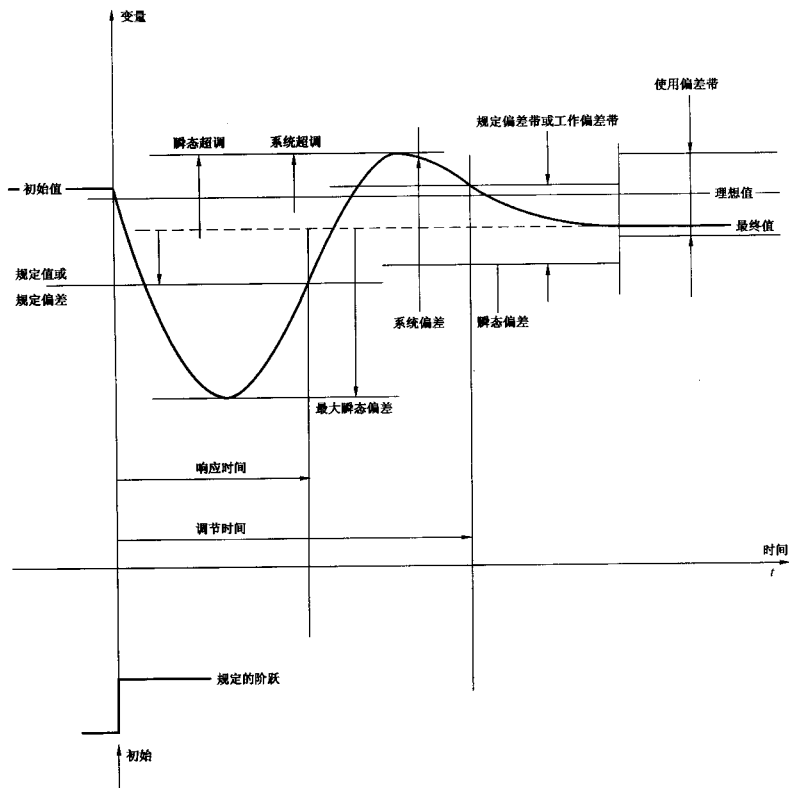 变量
使用偏差带
规定偏差带或工作偏差带
瞬态超调
系统超调
初始值
理想值
最终值
规定值或
规定偏差
系统偏差
瞬态偏差
最大瞬态偏差
响应时间
调节时间
时间
t
规定的阶跃
初始